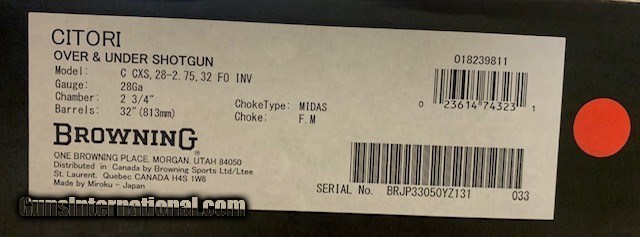 CITORI
OVER & UNDER SHOTGUN
Model: C CXS, 28-2.75, 32 FO INV
Gauge: 28Ga
Chamber: 2 3/4"
Barrels: 32"(813mm)
ChokeType: MIDAS
Choke: F.M
018239811
0 23614 74323 1
BROWNING®
ONE BROWNING PLACE. MORGAN. UTAH 84050
Distributed in Canada by Browning Sports Ltd/Ltee
St. Laurent. Quebec CANADA H4S 1W6
Made by Miroku - Japan
SERIAL No. BRJP33050YZ131 033
GunsInternational.com